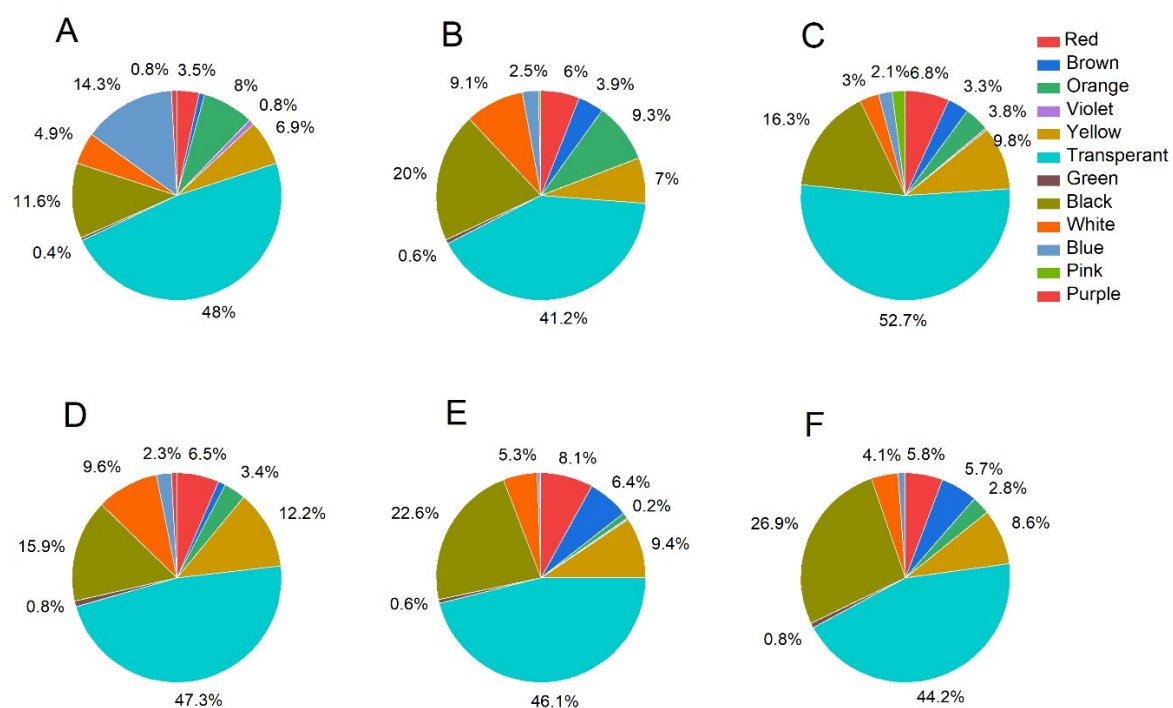 A
0.8%
3.5%
14.3%
8%
0.8%
6.9%
4.9%
11.6%
0.4%
48%
B
2.5%
6%
9.1%
3.9%
9.3%
20%
7%
0.6%
41.2%
C
3%
2.1%
6.8%
3.3%
16.3%
3.8%
9.8%
52.7%
Red
Brown
Orange
Violet
Yellow
Transperant
Green
Black
White
Blue
Pink
Purple
D
2.3%
6.5%
9.6%
3.4%
12.2%
15.9%
0.8%
47.3%
E
5.3%
8.1%
6.4%
22.6%
0.2%
9.4%
0.6%
46.1%
F
4.1%
5.8%
5.7%
2.8%
26.9%
8.6%
0.8%
44.2%